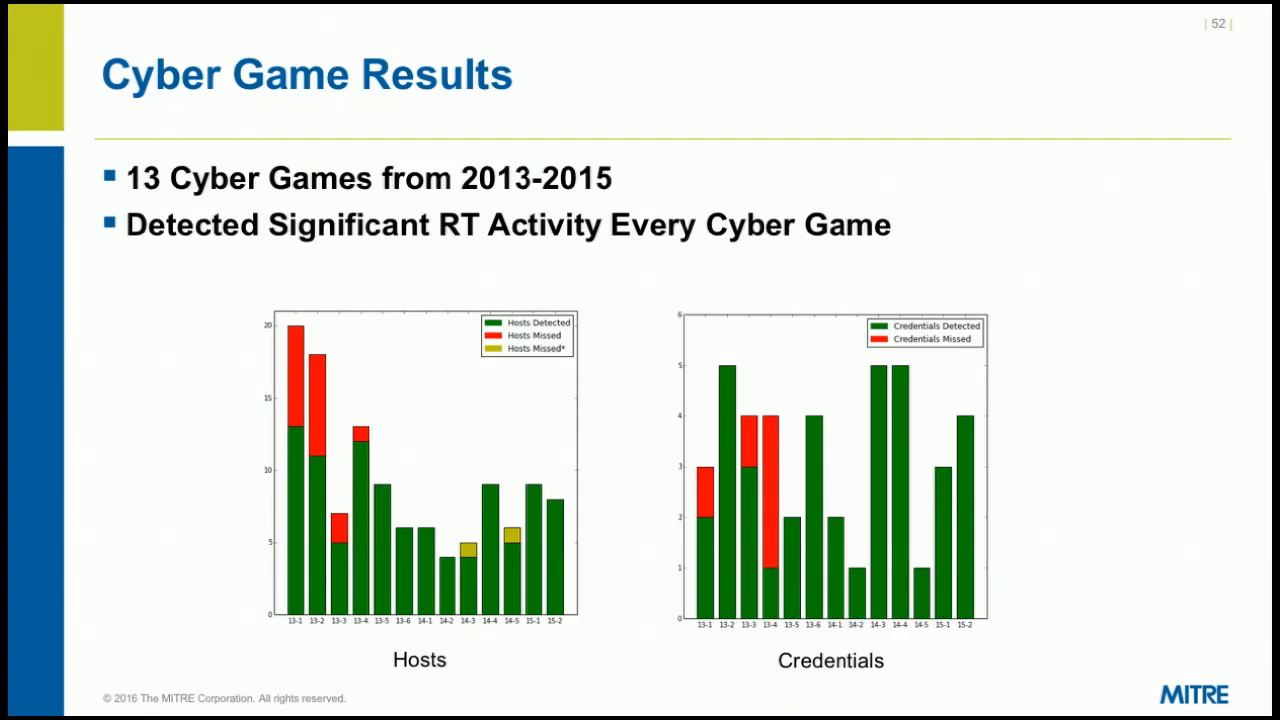 | 52 |
Cyber Game Results
13 Cyber Games from 2013-2015
Detected Significant RT Activity Every Cyber Game
20
15
10
5
0
Hosts Detected
Hosts Missed
Hosts Missed*
13-1 13-2 13-3 13-4 13-5 13-6 14-1 14-2 14-3 14-4 14-5 15-1 15-2
Hosts
6
5
4
3
2
1
0
Credentials Detected
Credentials Missed
13-1 13-2 13-3 13-4 13-5 13-6 14-1 14-2 14-3 14-4 14-5 15-1 15-2
Credentials
© 2016 The MITRE Corporation. All rights reserved.
MITRE